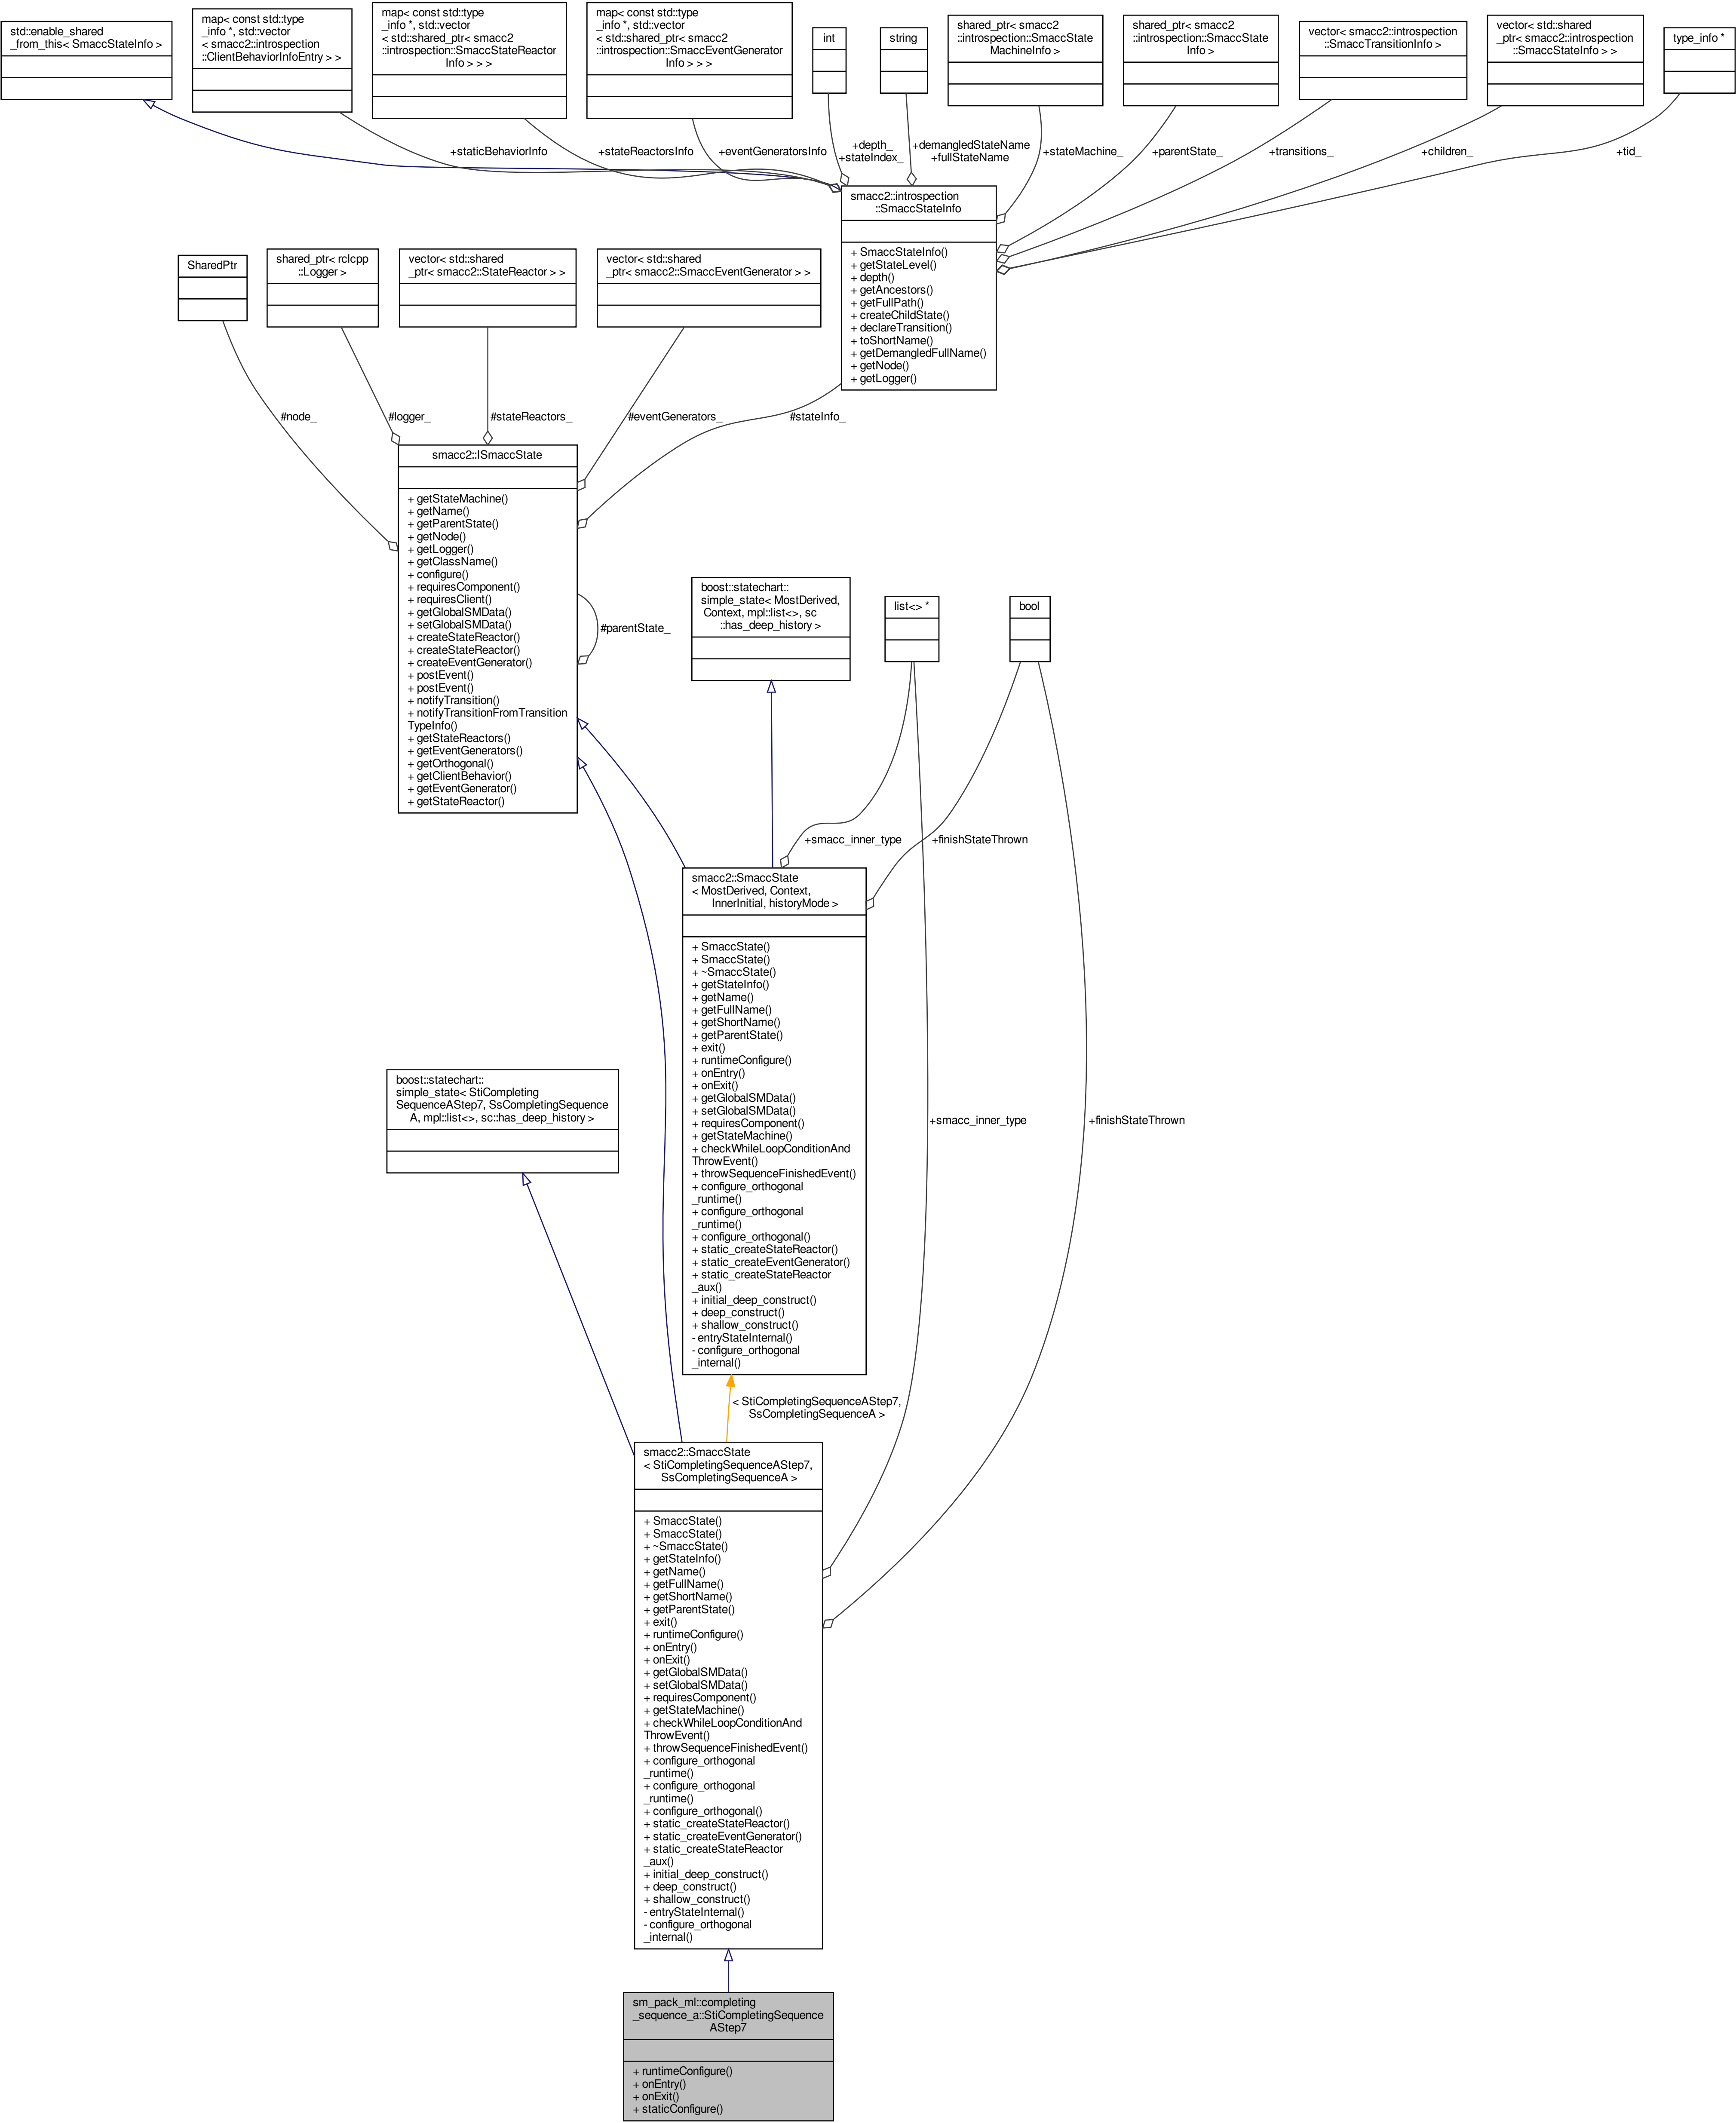 std::enable_shared
_from_this< SmaccStateInfo >
map< const std::type
_info *, std::vector
< smacc2::introspection
::ClientBehaviorInfoEntry > >
map< const std::type
_info *, std::vector
< std::shared_ptr< smacc2
::introspection::SmaccStateReactor
Info > > >
map< const std::type
_info *, std::vector
< std::shared_ptr< smacc2
::introspection::SmaccEventGenerator
Info > > >
int
string
shared_ptr< smacc2
::introspection::SmaccState
MachineInfo >
shared_ptr< smacc2
::introspection::SmaccState
Info >
vector< smacc2::introspection
::SmaccTransitionInfo >
vector< std::shared
_ptr< smacc2::introspection
::SmaccStateInfo > >
type_info *
+staticBehaviorInfo
+stateReactorsInfo
+eventGeneratorsInfo
+depth_
+stateIndex_
+demangledStateName
+fullStateName
+stateMachine_
+parentState_
+transitions_
+children_
+tid_
smacc2::introspection
::SmaccStateInfo
+ SmaccStateInfo()
+ getStateLevel()
+ depth()
+ getAncestors()
+ getFullPath()
+ createChildState()
+ declareTransition()
+ toShortName()
+ getDemangledFullName()
+ getNode()
+ getLogger()
SharedPtr
shared_ptr< rclcpp
::Logger >
vector< std::shared
_ptr< smacc2::StateReactor > >
vector< std::shared
_ptr< smacc2::SmaccEventGenerator > >
#node_
#logger_
#stateReactors_
#eventGenerators_
#stateInfo_
smacc2::ISmaccState
+ getStateMachine()
+ getName()
+ getParentState()
+ getNode()
+ getLogger()
+ getClassName()
+ configure()
+ requiresComponent()
+ requiresClient()
+ getGlobalSMData()
+ setGlobalSMData()
+ createStateReactor()
+ createStateReactor()
+ createEventGenerator()
+ postEvent()
+ postEvent()
+ notifyTransition()
+ notifyTransitionFromTransition
TypeInfo()
+ getStateReactors()
+ getEventGenerators()
+ getOrthogonal()
+ getClientBehavior()
+ getEventGenerator()
+ getStateReactor()
#parentState_
boost::statechart::
simple_state< MostDerived,
Context, mpl::list<>, sc
::has_deep_history >
list<> *
bool
+smacc_inner_type
+finishStateThrown
smacc2::SmaccState
< MostDerived, Context,
InnerInitial, historyMode >
+ SmaccState()
+ SmaccState()
+ ~SmaccState()
+ getStateInfo()
+ getName()
+ getFullName()
+ getShortName()
+ getParentState()
+ exit()
+ runtimeConfigure()
+ onEntry()
+ onExit()
+ getGlobalSMData()
+ setGlobalSMData()
+ requiresComponent()
+ getStateMachine()
+ checkWhileLoopConditionAnd
ThrowEvent()
+ throwSequenceFinishedEvent()
+ configure_orthogonal
_runtime()
+ configure_orthogonal
_runtime()
+ configure_orthogonal()
+ static_createStateReactor()
+ static_createEventGenerator()
+ static_createStateReactor
_aux()
+ initial_deep_construct()
+ deep_construct()
+ shallow_construct()
- entryStateInternal()
- configure_orthogonal
_internal()
boost::statechart::
simple_state< StiCompleting
SequenceAStep7, SsCompletingSequence
A, mpl::list<>, sc::has_deep_history >
+smacc_inner_type
+finishStateThrown
< StiCompletingSequenceAStep7,
SsCompletingSequenceA >
smacc2::SmaccState
< StiCompletingSequenceAStep7,
SsCompletingSequenceA >
+ SmaccState()
+ SmaccState()
+ ~SmaccState()
+ getStateInfo()
+ getName()
+ getFullName()
+ getShortName()
+ getParentState()
+ exit()
+ runtimeConfigure()
+ onEntry()
+ onExit()
+ getGlobalSMData()
+ setGlobalSMData()
+ requiresComponent()
+ getStateMachine()
+ checkWhileLoopConditionAnd
ThrowEvent()
+ throwSequenceFinishedEvent()
+ configure_orthogonal
_runtime()
+ configure_orthogonal
_runtime()
+ configure_orthogonal()
+ static_createStateReactor()
+ static_createEventGenerator()
+ static_createStateReactor
_aux()
+ initial_deep_construct()
+ deep_construct()
+ shallow_construct()
- entryStateInternal()
- configure_orthogonal
_internal()
sm_pack_ml::completing
_sequence_a::StiCompletingSequence
AStep7
+ runtimeConfigure()
+ onEntry()
+ onExit()
+ staticConfigure()